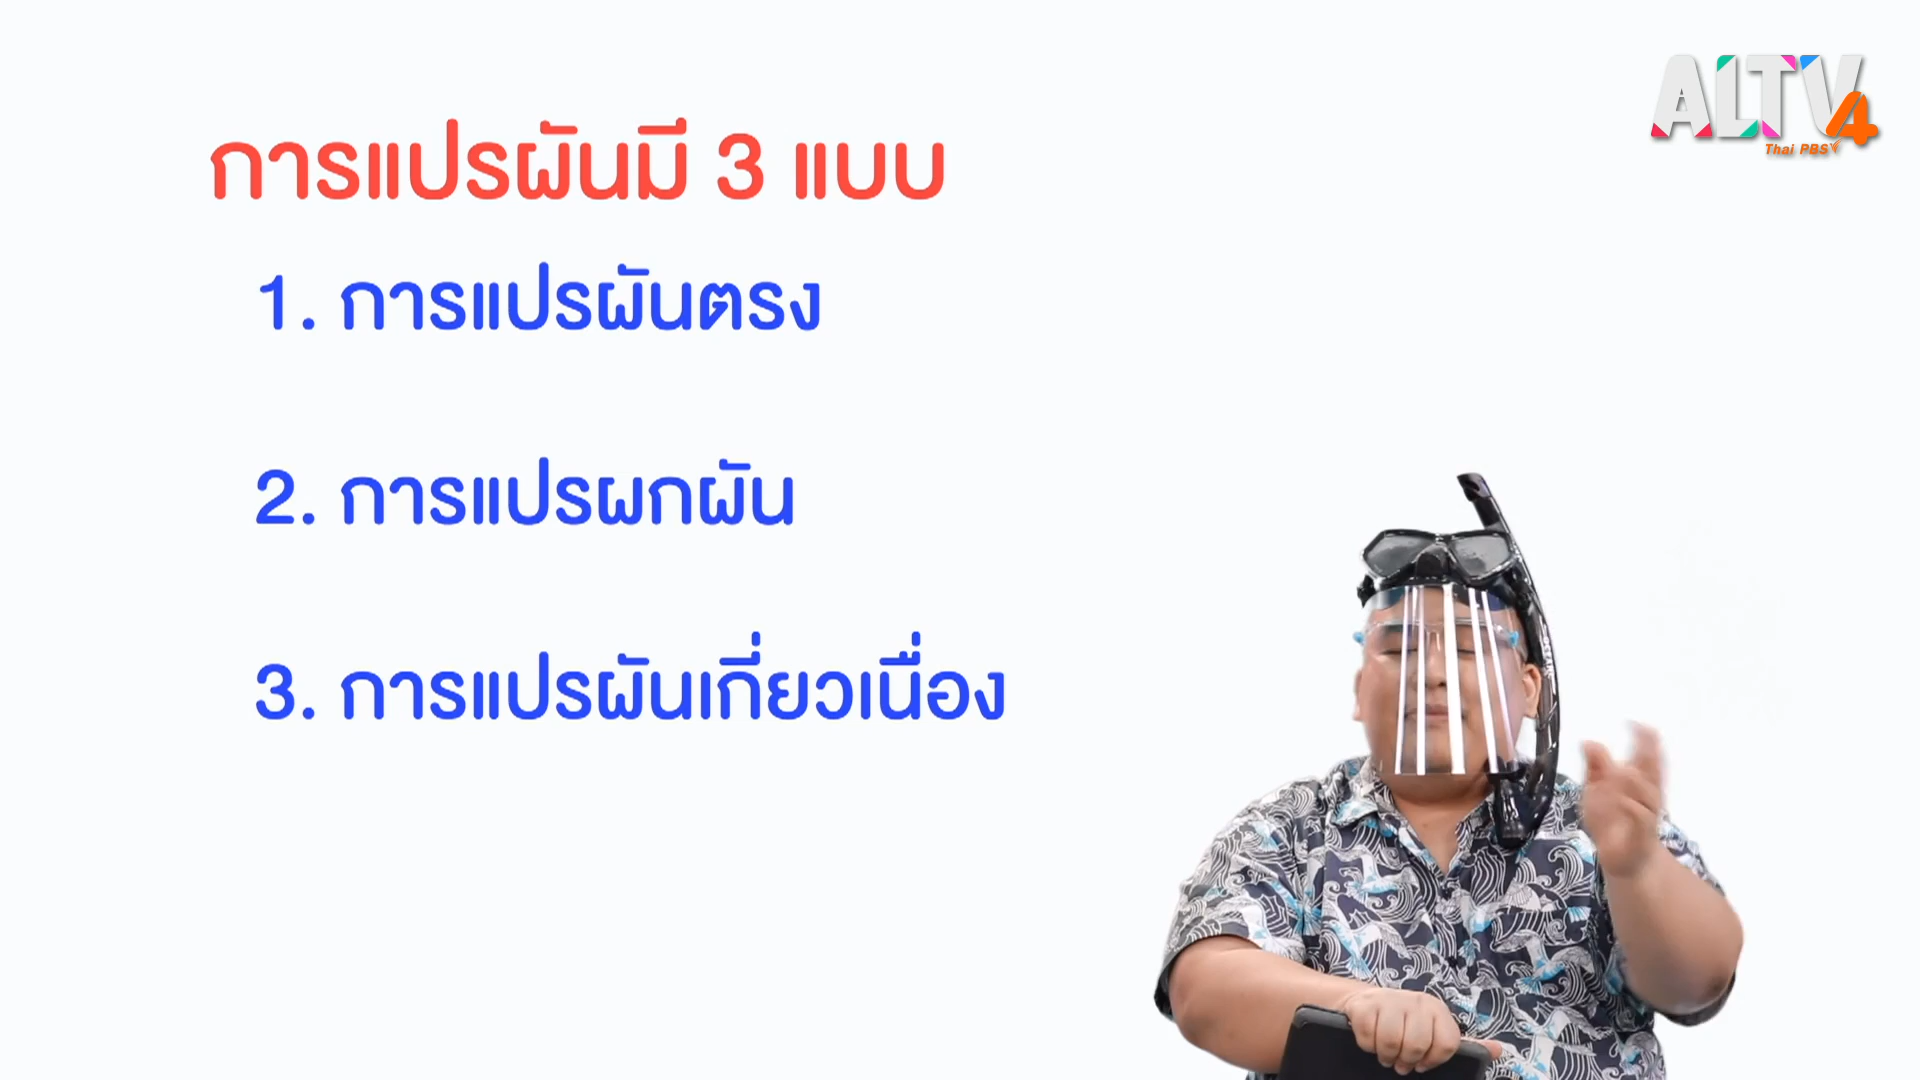 การแปรผันมี 3 แบบ
1. การแปรผันตรง
2. การแปรผกผัน
3. การแปรผันเกี่ยวเนื่อง
ALTV4
Thai PBS